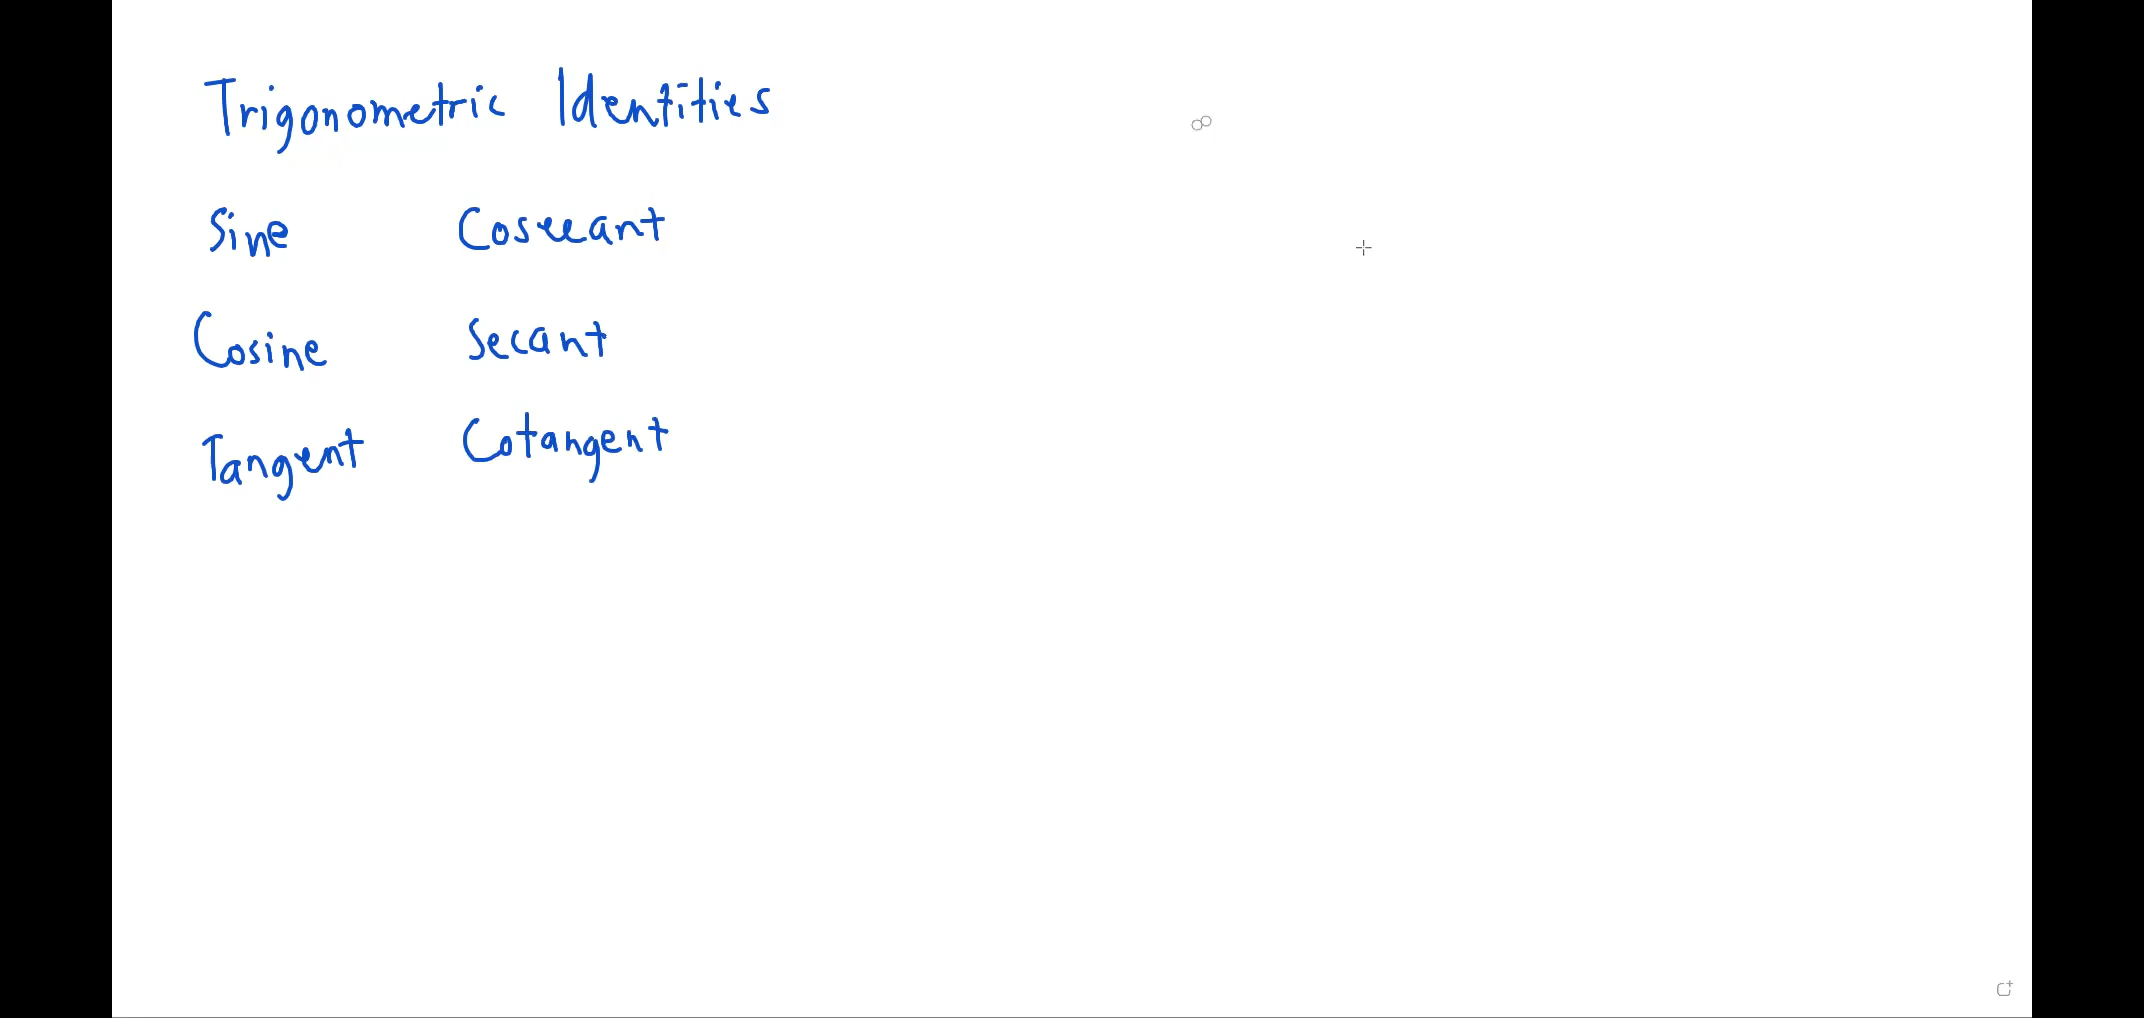 Trigonometric Identities
Sine Cosecant
Cosine Secant
Tangent Cotangent